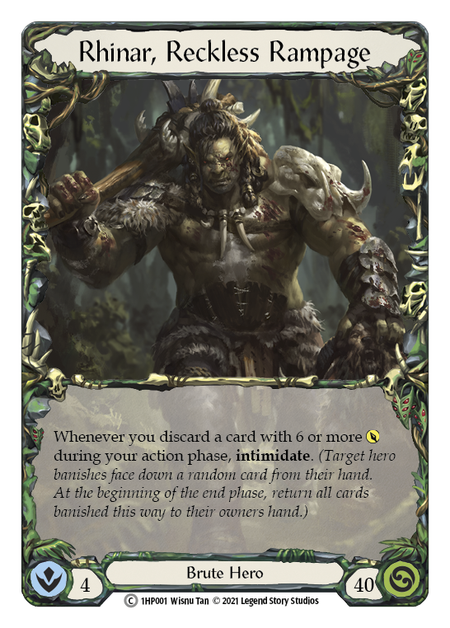 Rhinar, Reckless Rampage
Whenever you discard a card with 6 or more
during your action phase, intimidate. (Target hero
banishes face down a random card from their hand.
At the beginning of the end phase, return all cards
banished this way to their owners hand.)
4
Brute Hero
40
C 1HP001 Wisnu Tan © 2021 Legend Story Studios